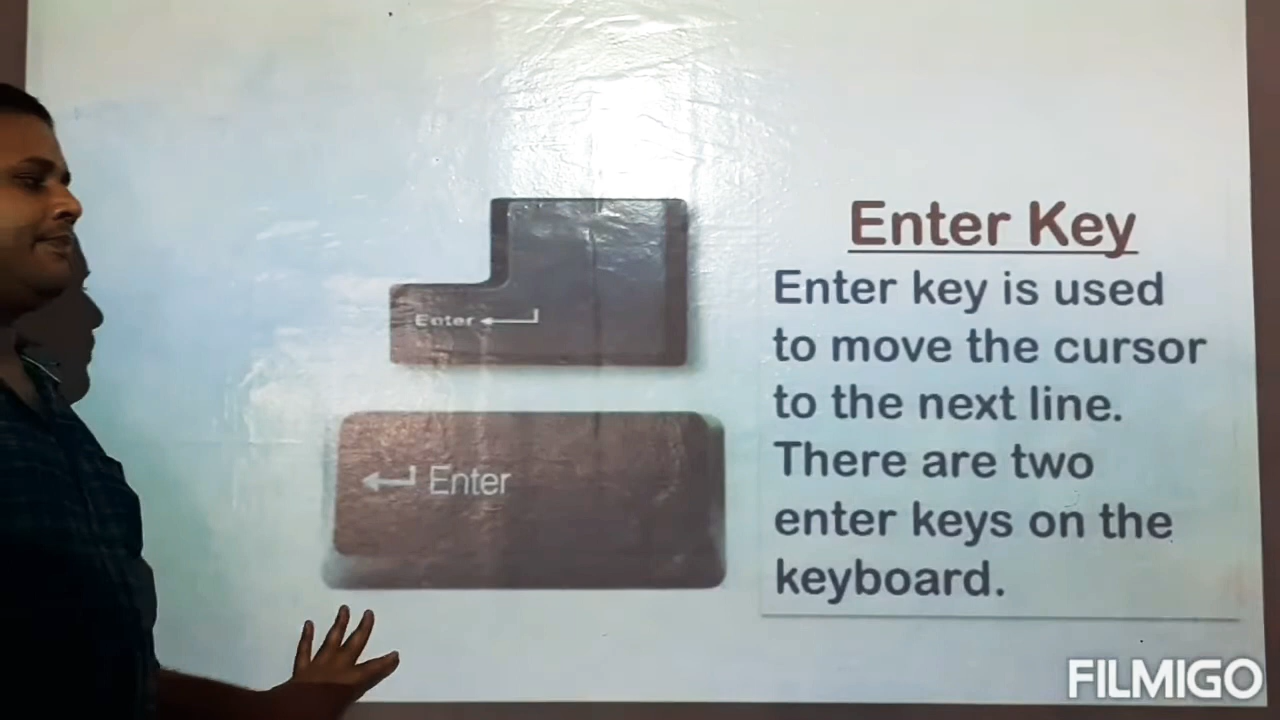 Enter Key
Enter key is used
to move the cursor
to the next line.
There are two
enter keys on the
keyboard.
Enter
Enter
FILMIGO